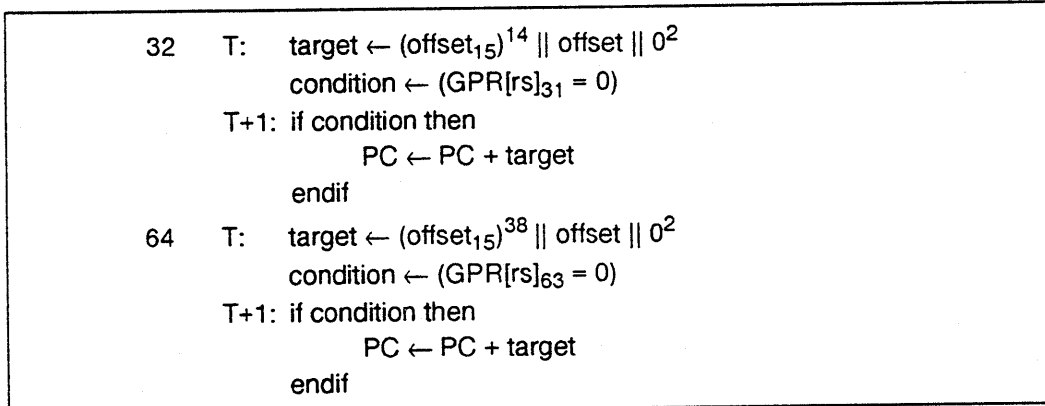 32 T: target ← (offset₁₅)¹⁴ || offset || 0²
condition ← (GPR[rs]₃₁ = 0)
T+1: if condition then
PC ← PC + target
endif
64 T: target ← (offset₁₅)³⁸ || offset || 0²
condition ← (GPR[rs]₆₃ = 0)
T+1: if condition then
PC ← PC + target
endif